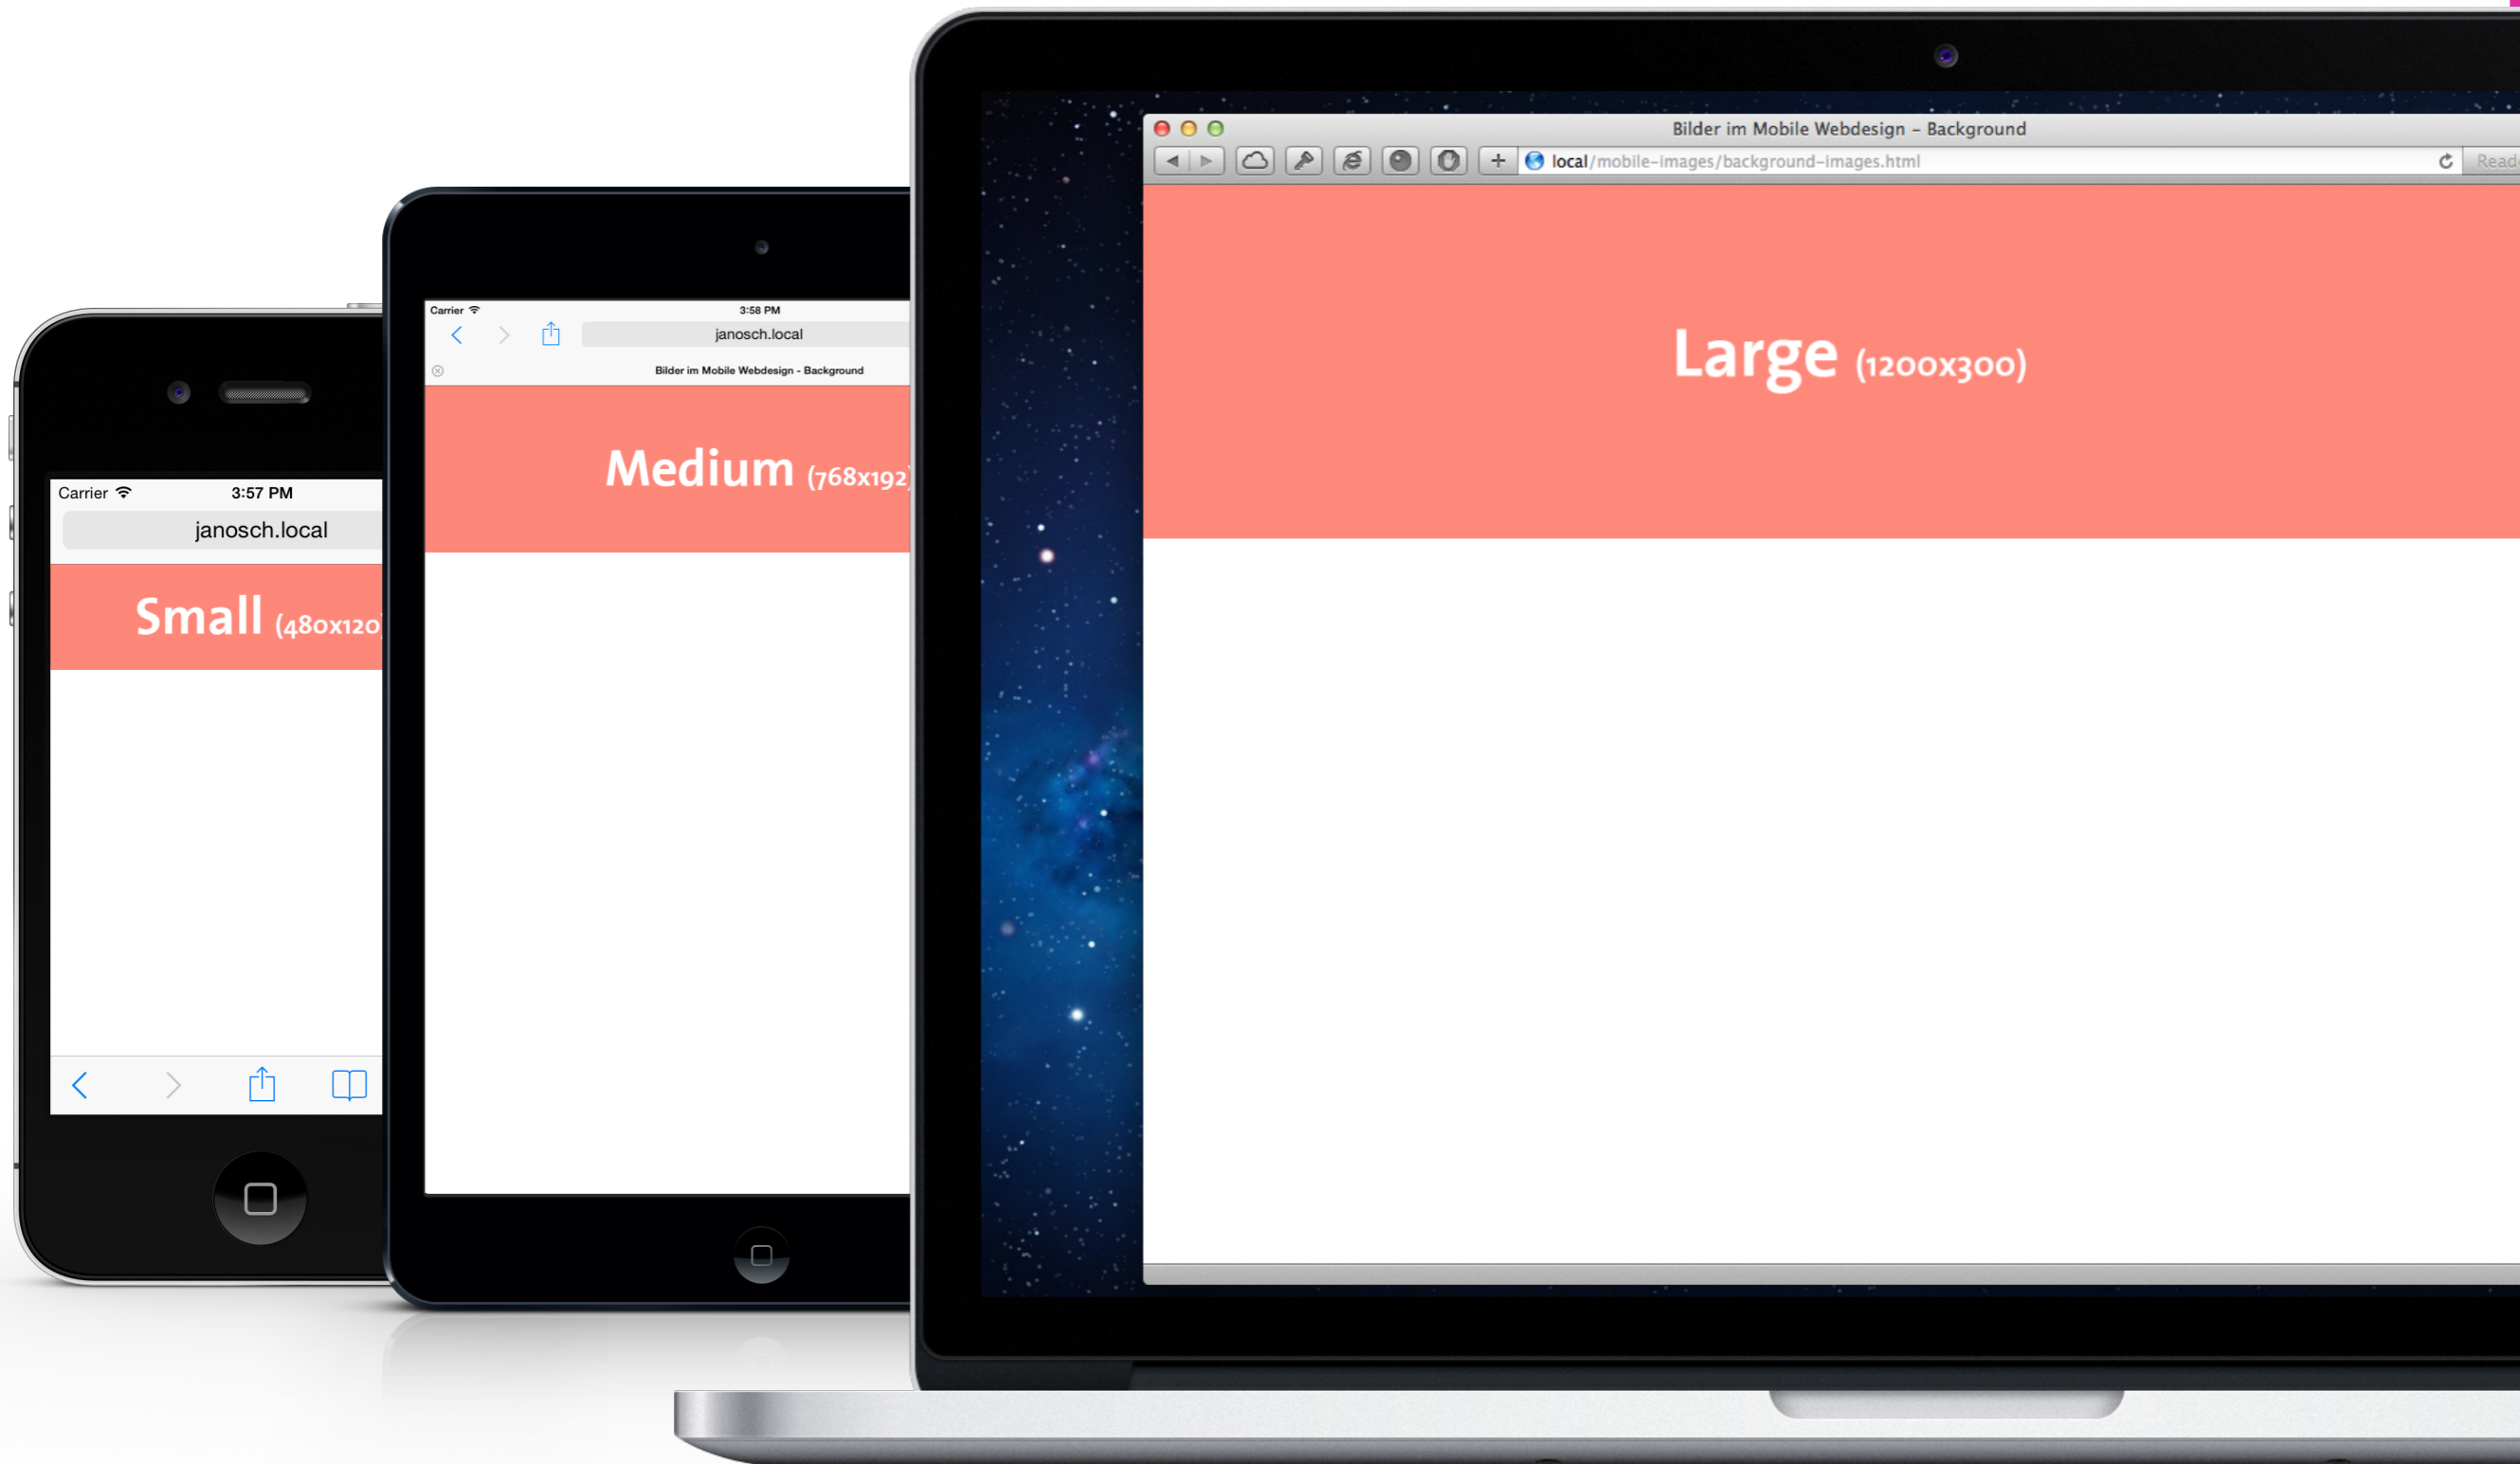 Carrier 3:57 PM
janosch.local
Small (480x120)
Carrier 3:58 PM
janosch.local
Bilder im Mobile Webdesign - Background
Medium (768x192)
Bilder im Mobile Webdesign – Background
local/mobile-images/background-images.html
Large (1200x300)